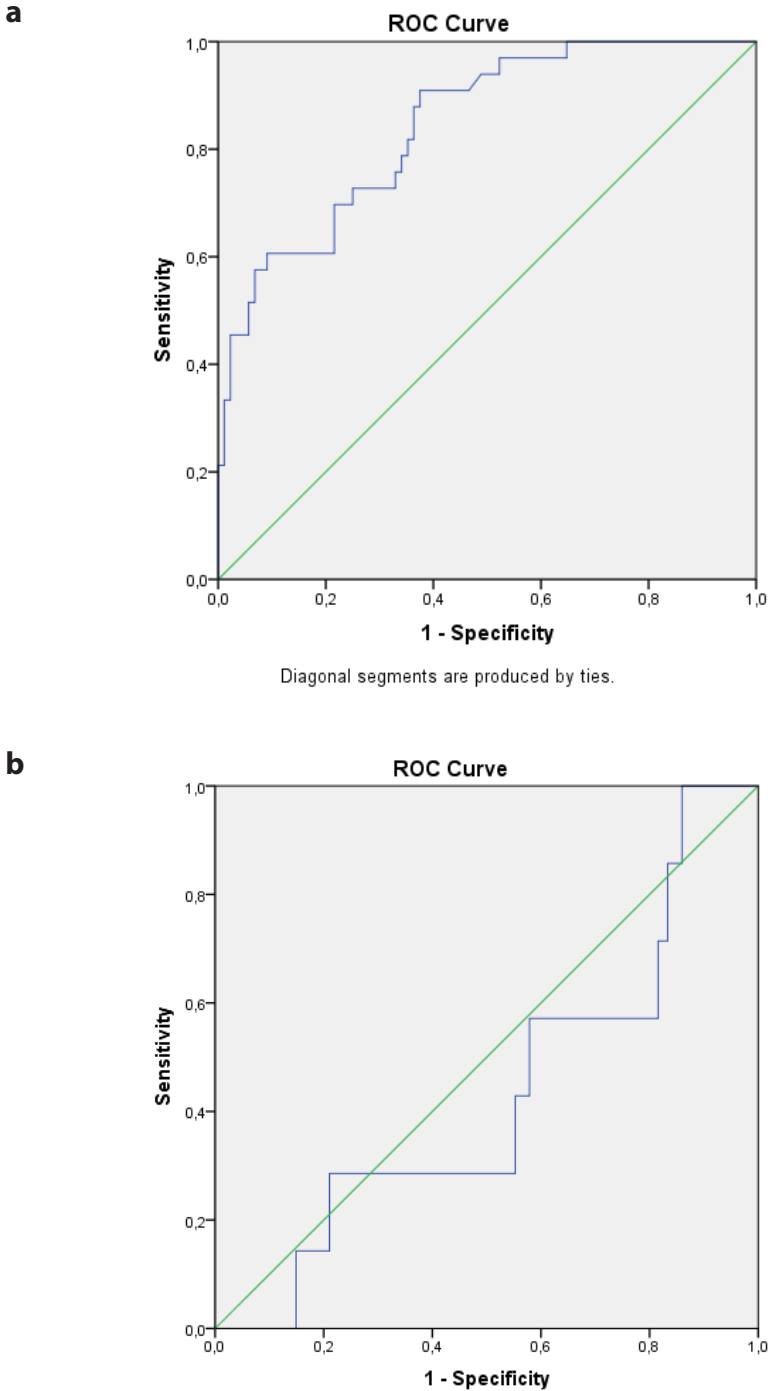 a
ROC Curve
1,0
0,8
0,6
0,4
0,2
0,0
Sensitivity
0,0 0,2 0,4 0,6 0,8 1,0
1 - Specificity
Diagonal segments are produced by ties.
b
ROC Curve
1,0
0,8
0,6
0,4
0,2
0,0
Sensitivity
0,0 0,2 0,4 0,6 0,8 1,0
1 - Specificity